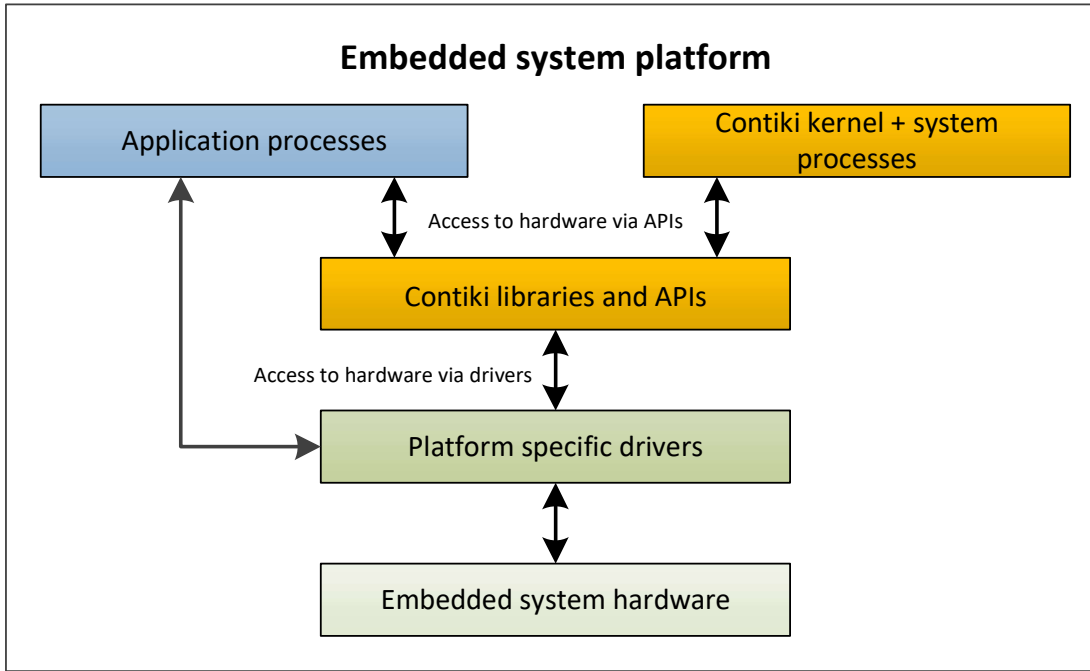 Embedded system platform
Application processes
Contiki kernel + system
processes
Access to hardware via APIs
Contiki libraries and APIs
Access to hardware via drivers
Platform specific drivers
Embedded system hardware